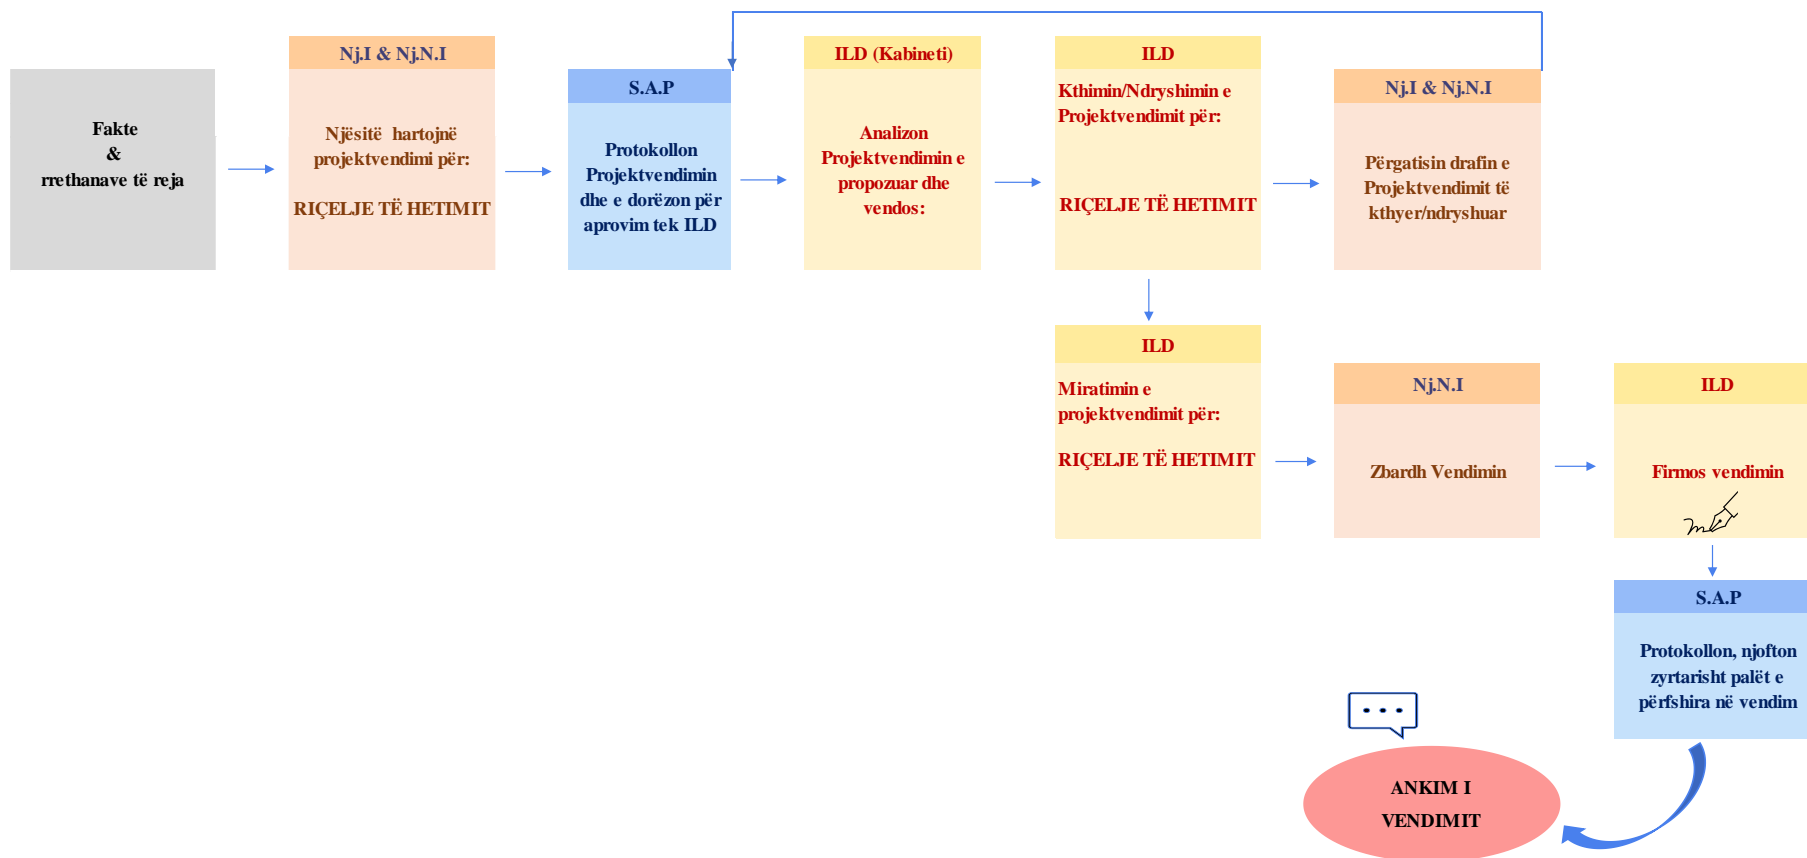 Fakte
&
rrethanave të reja
Nj.I & Nj.N.I
Njësitë hartojnë
projektvendimi për:
RIÇELJE TË HETIMIT
S.A.P
Protokollon
Projektvendimin
dhe e dorëzon për
aprovim tek ILD
ILD (Kabineti)
Analizon
Projektvendimin e
propozuar dhe
vendos:
ILD
Kthimin/Ndryshimin e
Projektvendimit për:
RIÇELJE TË HETIMIT
Nj.I & Nj.N.I
Përgatisin drafin e
Projektvendimit të
kthyer/ndryshuar
ILD
Miratimin e
projektvendimit për:
RIÇELJE TË HETIMIT
Nj.N.I
Zbardh Vendimin
ILD
Firmos vendimin
S.A.P
Protokollon, njofton
zyrtarisht palët e
përfshira në vendim
ANKIM I
VENDIMIT